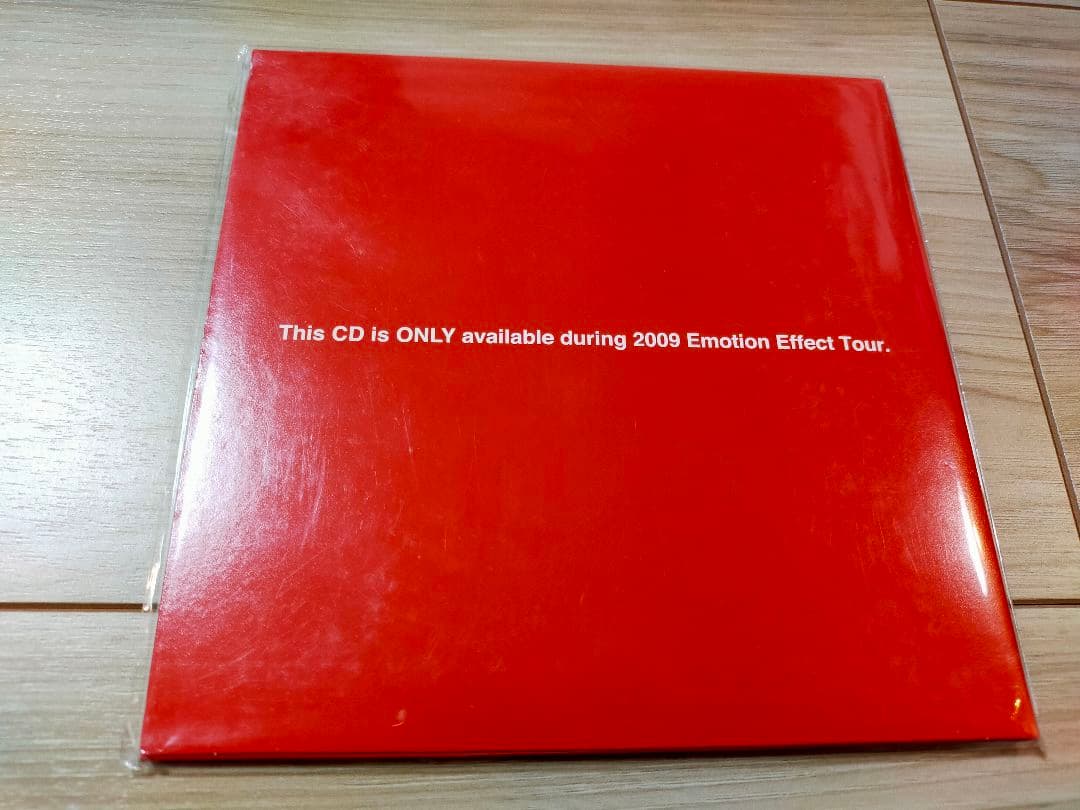 This CD is ONLY available during 2009 Emotion Effect Tour.